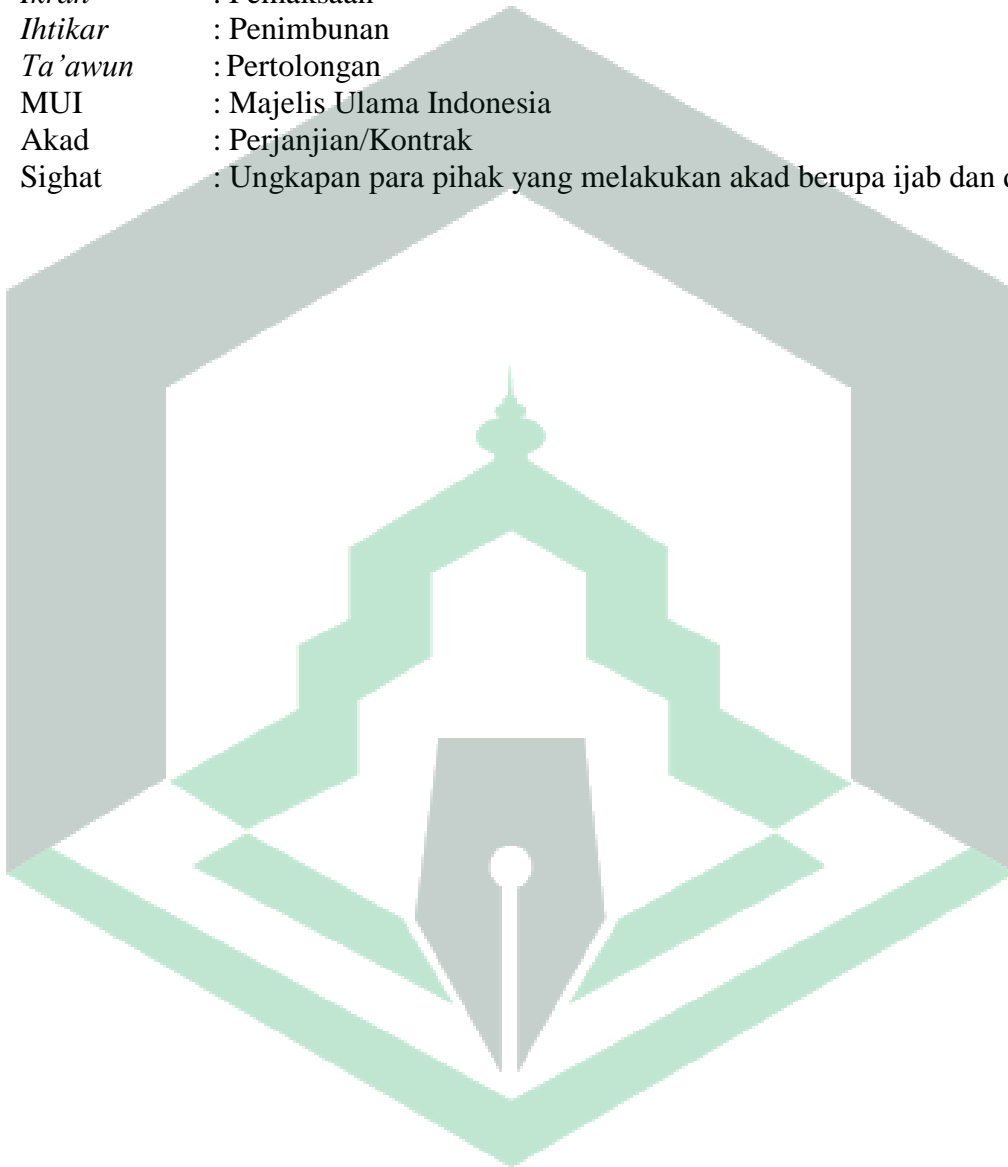 : Pemaksaan
Ihtikar : Penimbunan
Ta’awun : Pertolongan
MUI : Majelis Ulama Indonesia
Akad : Perjanjian/Kontrak
Sighat : Ungkapan para pihak yang melakukan akad berupa ijab dan